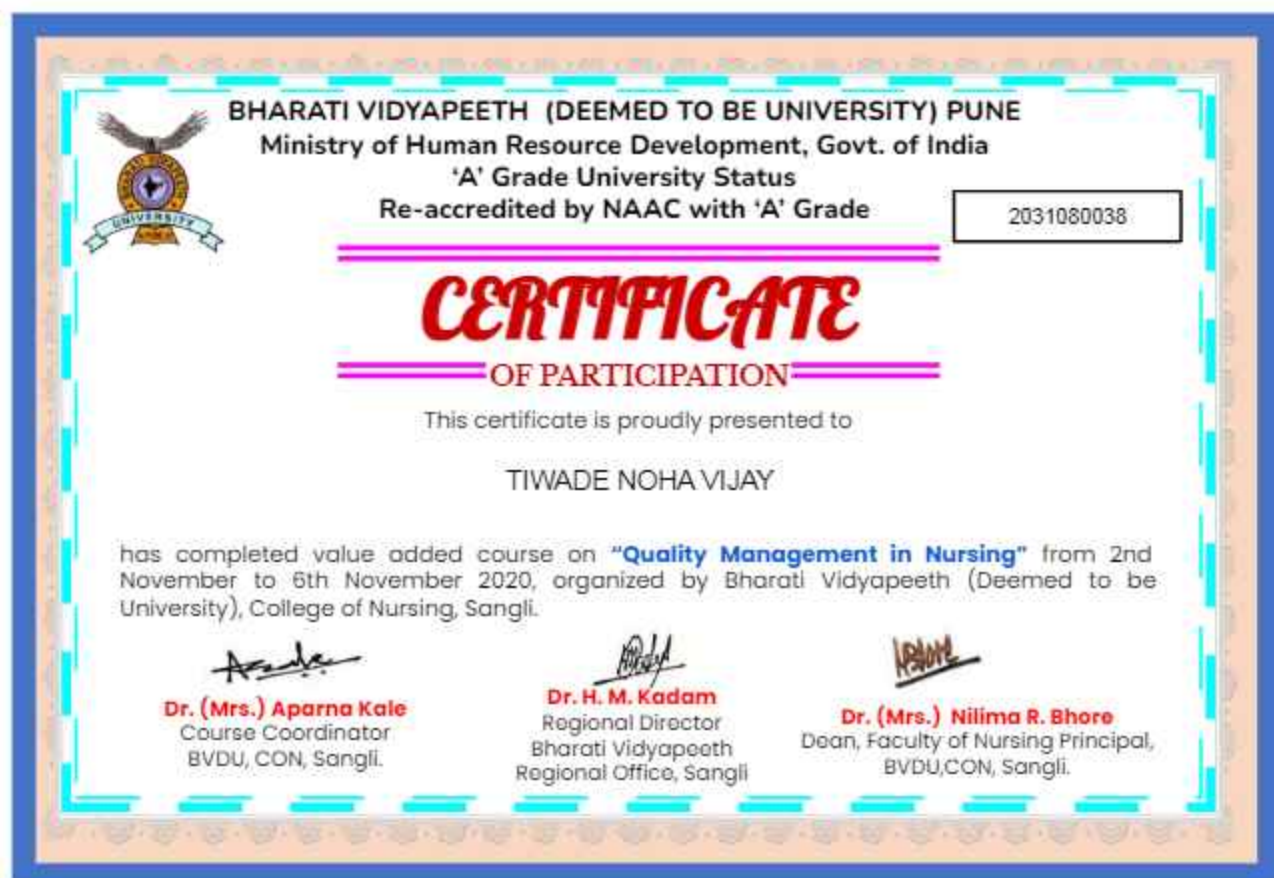 BHARATI VIDYAPEETH (DEEMED TO BE UNIVERSITY) PUNE
Ministry of Human Resource Development, Govt. of India
‘A’ Grade University Status
Re-accredited by NAAC with ‘A’ Grade
2031080038
BHARATI VIDYAPEETH
UNIVERSITY
CERTIFICATE
OF PARTICIPATION
This certificate is proudly presented to
TIWADE NOHA VIJAY
has completed value added course on “Quality Management in Nursing” from 2nd
November to 6th November 2020, organized by Bharati Vidyapeeth (Deemed to be
University), College of Nursing, Sangli.
Dr. (Mrs.) Aparna Kale
Course Coordinator
BVDU, CON, Sangli.
Dr. H. M. Kadam
Regional Director
Bharati Vidyapeeth
Regional Office, Sangli
Dr. (Mrs.) Nilima R. Bhore
Dean, Faculty of Nursing Principal,
BVDU,CON, Sangli.